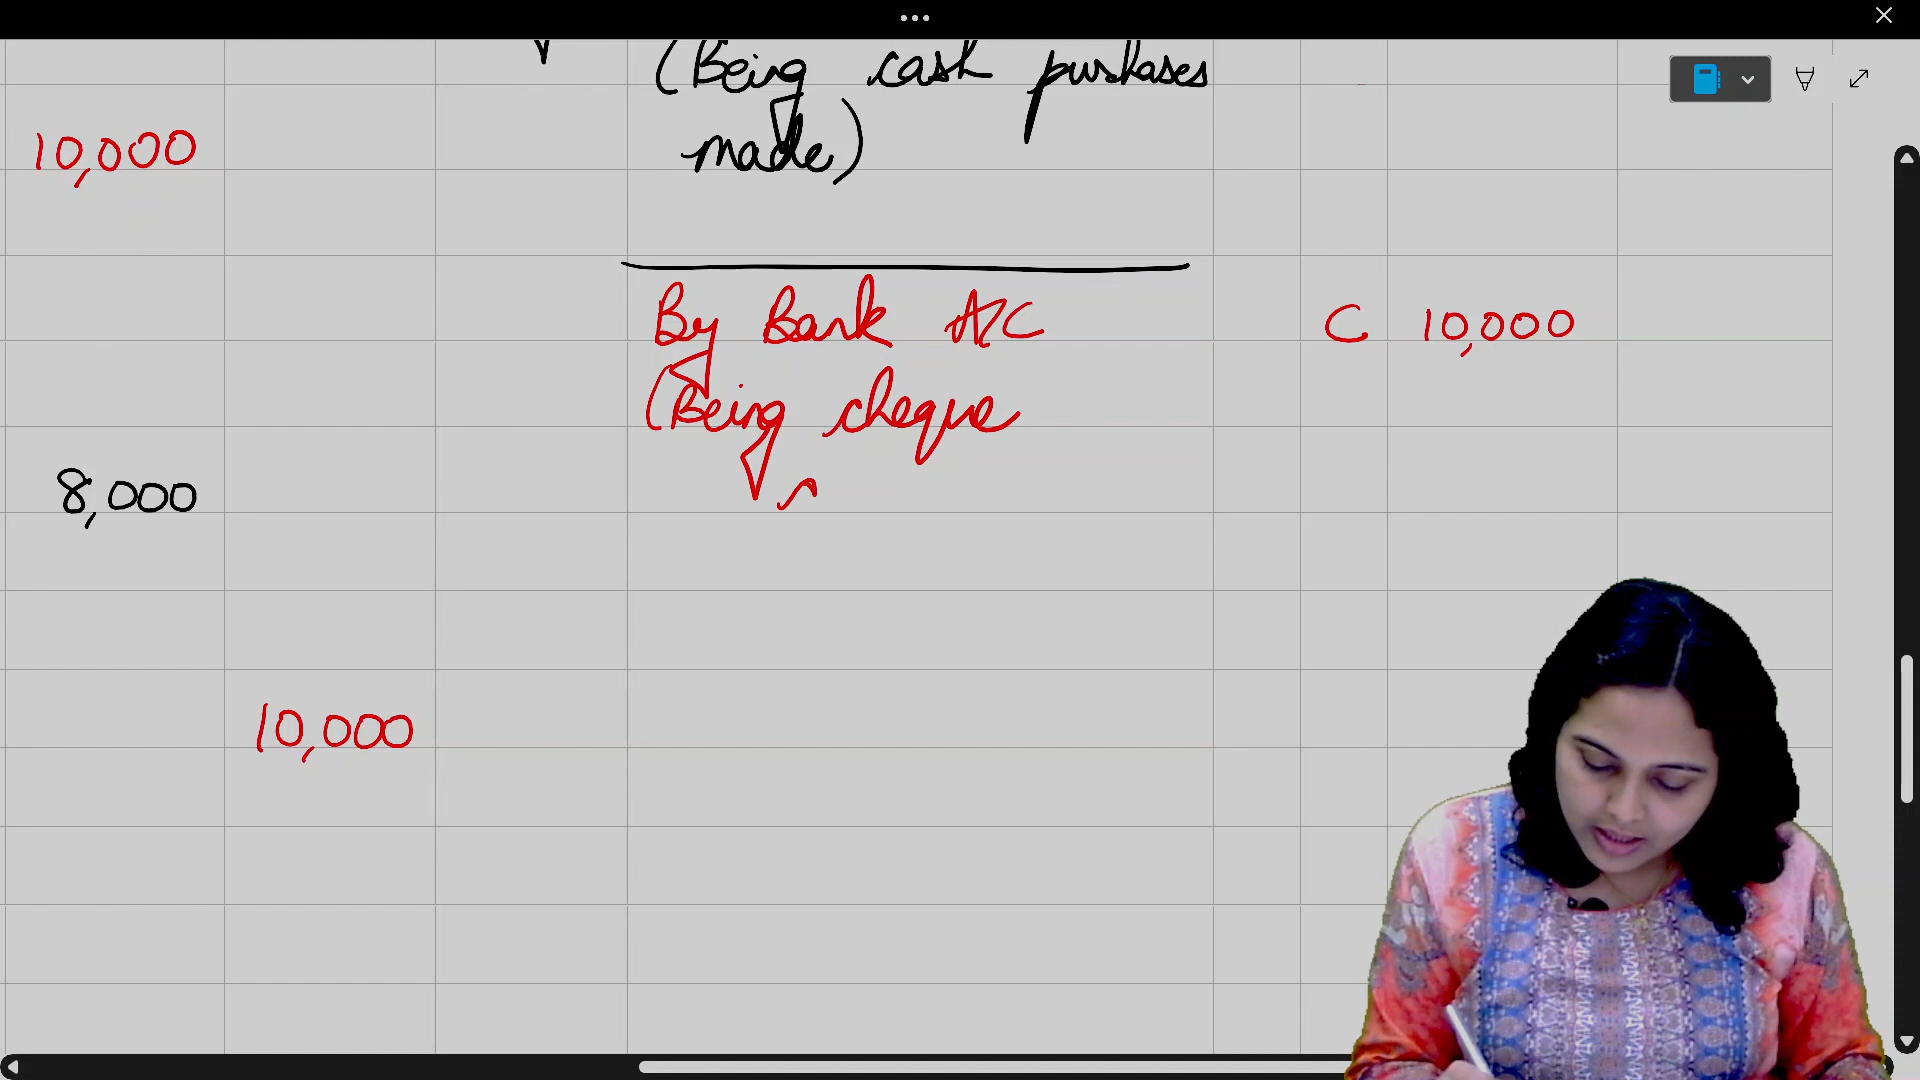 (Being cash purchases
10,000
made)
By Bank A/C C 10,000
(Being cheque
8,000
10,000